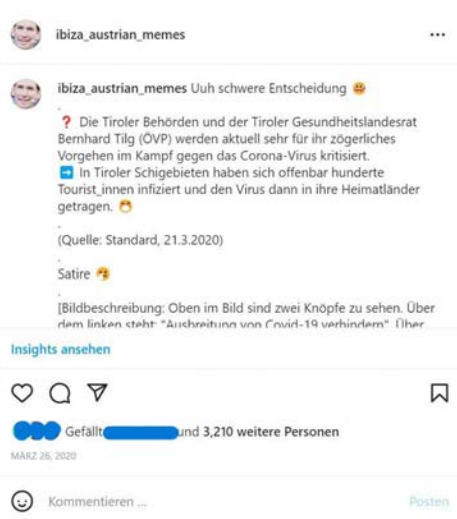 ibiza_austrian_memes
ibiza_austrian_memes Uuh schwere Entscheidung 😃
.
❓ Die Tiroler Behörden und der Tiroler Gesundheitslandesrat
Bernhard Tilg (ÖVP) werden aktuell sehr für ihr zögerliches
Vorgehen im Kampf gegen das Corona-Virus kritisiert.
➡️ In Tiroler Schigebieten haben sich offenbar hunderte
Tourist_innen infiziert und den Virus dann in ihre Heimatländer
getragen. 😷
.
(Quelle: Standard, 21.3.2020)
.
Satire 🤧
.
[Bildbeschreibung: Oben im Bild sind zwei Knöpfe zu sehen. Über
dem linken steht: "Ausbreitung von Covid-19 verhindern". Über
Insights ansehen
Gefällt und 3,210 weitere Personen
MÄRZ 26, 2020
Kommentieren ...
Posten